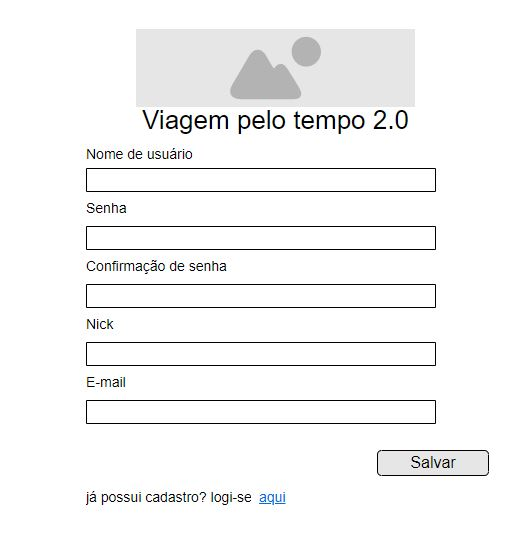 Viagem pelo tempo 2.0
Nome de usuário
Senha
Confirmação de senha
Nick
E-mail
Salvar
já possui cadastro? logi-se aqui